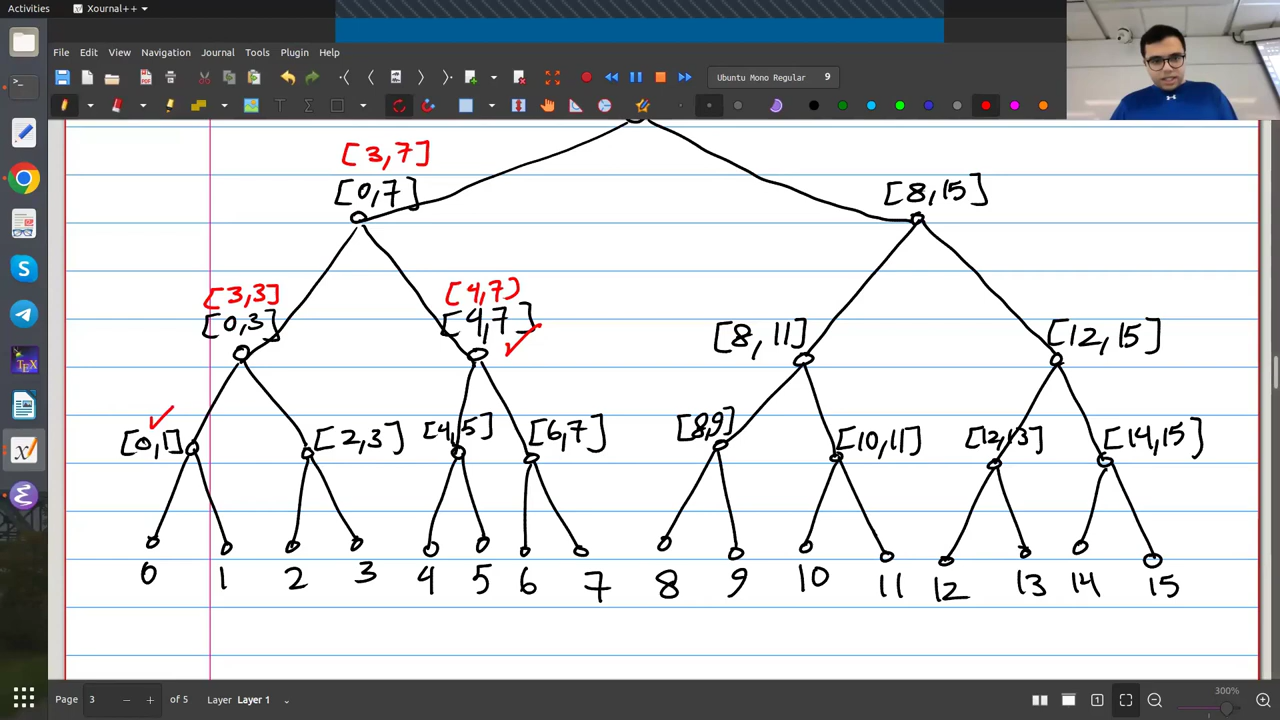 Activities Xournal++
File Edit View Navigation Journal Tools Plugin Help
Ubuntu Mono Regular 9
[3,7]
[0,7] [8,15]
[3,3] [4,7]
[0,3] [4,7] [8,11] [12,15]
[0,1] [2,3] [4,5] [6,7] [8,9] [10,11] [12,13] [14,15]
0 1 2 3 4 5 6 7 8 9 10 11 12 13 14 15
Page 3 of 5 Layer Layer 1 300%